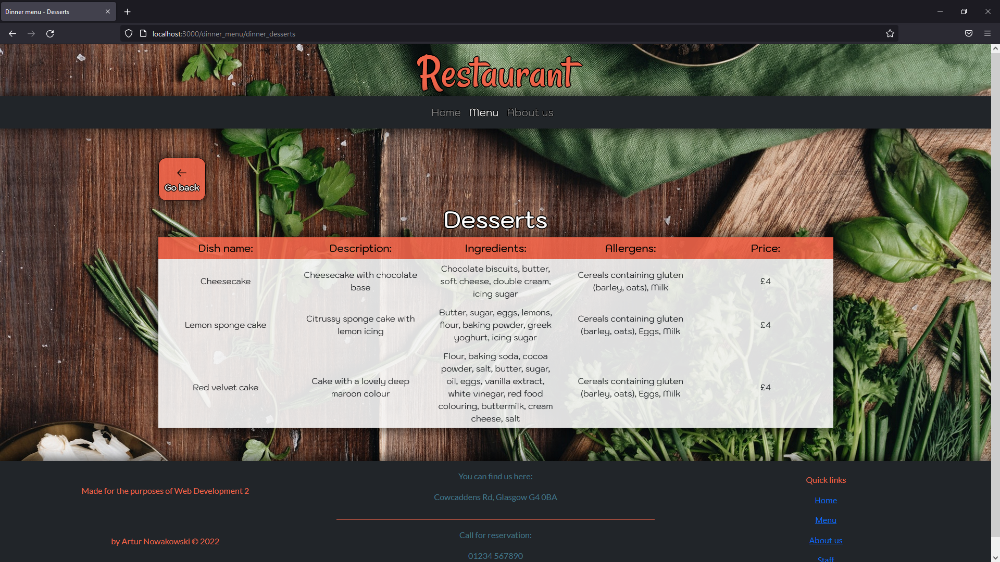 Dinner menu - Desserts
localhost:3000/dinner_menu/dinner_desserts
Restaurant
Home Menu About us
Go back
Desserts
Dish name: Description: Ingredients: Allergens: Price:
Cheesecake
Cheesecake with chocolate
base
Chocolate biscuits, butter,
soft cheese, double cream,
icing sugar
Cereals containing gluten
(barley, oats), Milk
£4
Lemon sponge cake
Citrussy sponge cake with
lemon icing
Butter, sugar, eggs, lemons,
flour, baking powder, greek
yoghurt, icing sugar
Cereals containing gluten
(barley, oats), Eggs, Milk
£4
Red velvet cake
Cake with a lovely deep
maroon colour
Flour, baking soda, cocoa
powder, salt, butter, sugar,
oil, eggs, vanilla extract,
white vinegar, red food
colouring, buttermilk, cream
cheese, salt
Cereals containing gluten
(barley, oats), Eggs, Milk
£4
Made for the purposes of Web Development 2
by Artur Nowakowski © 2022
You can find us here:
Cowcaddens Rd, Glasgow G4 0BA
Call for reservation:
01234 567890
Quick links
Home
Menu
About us
Staff